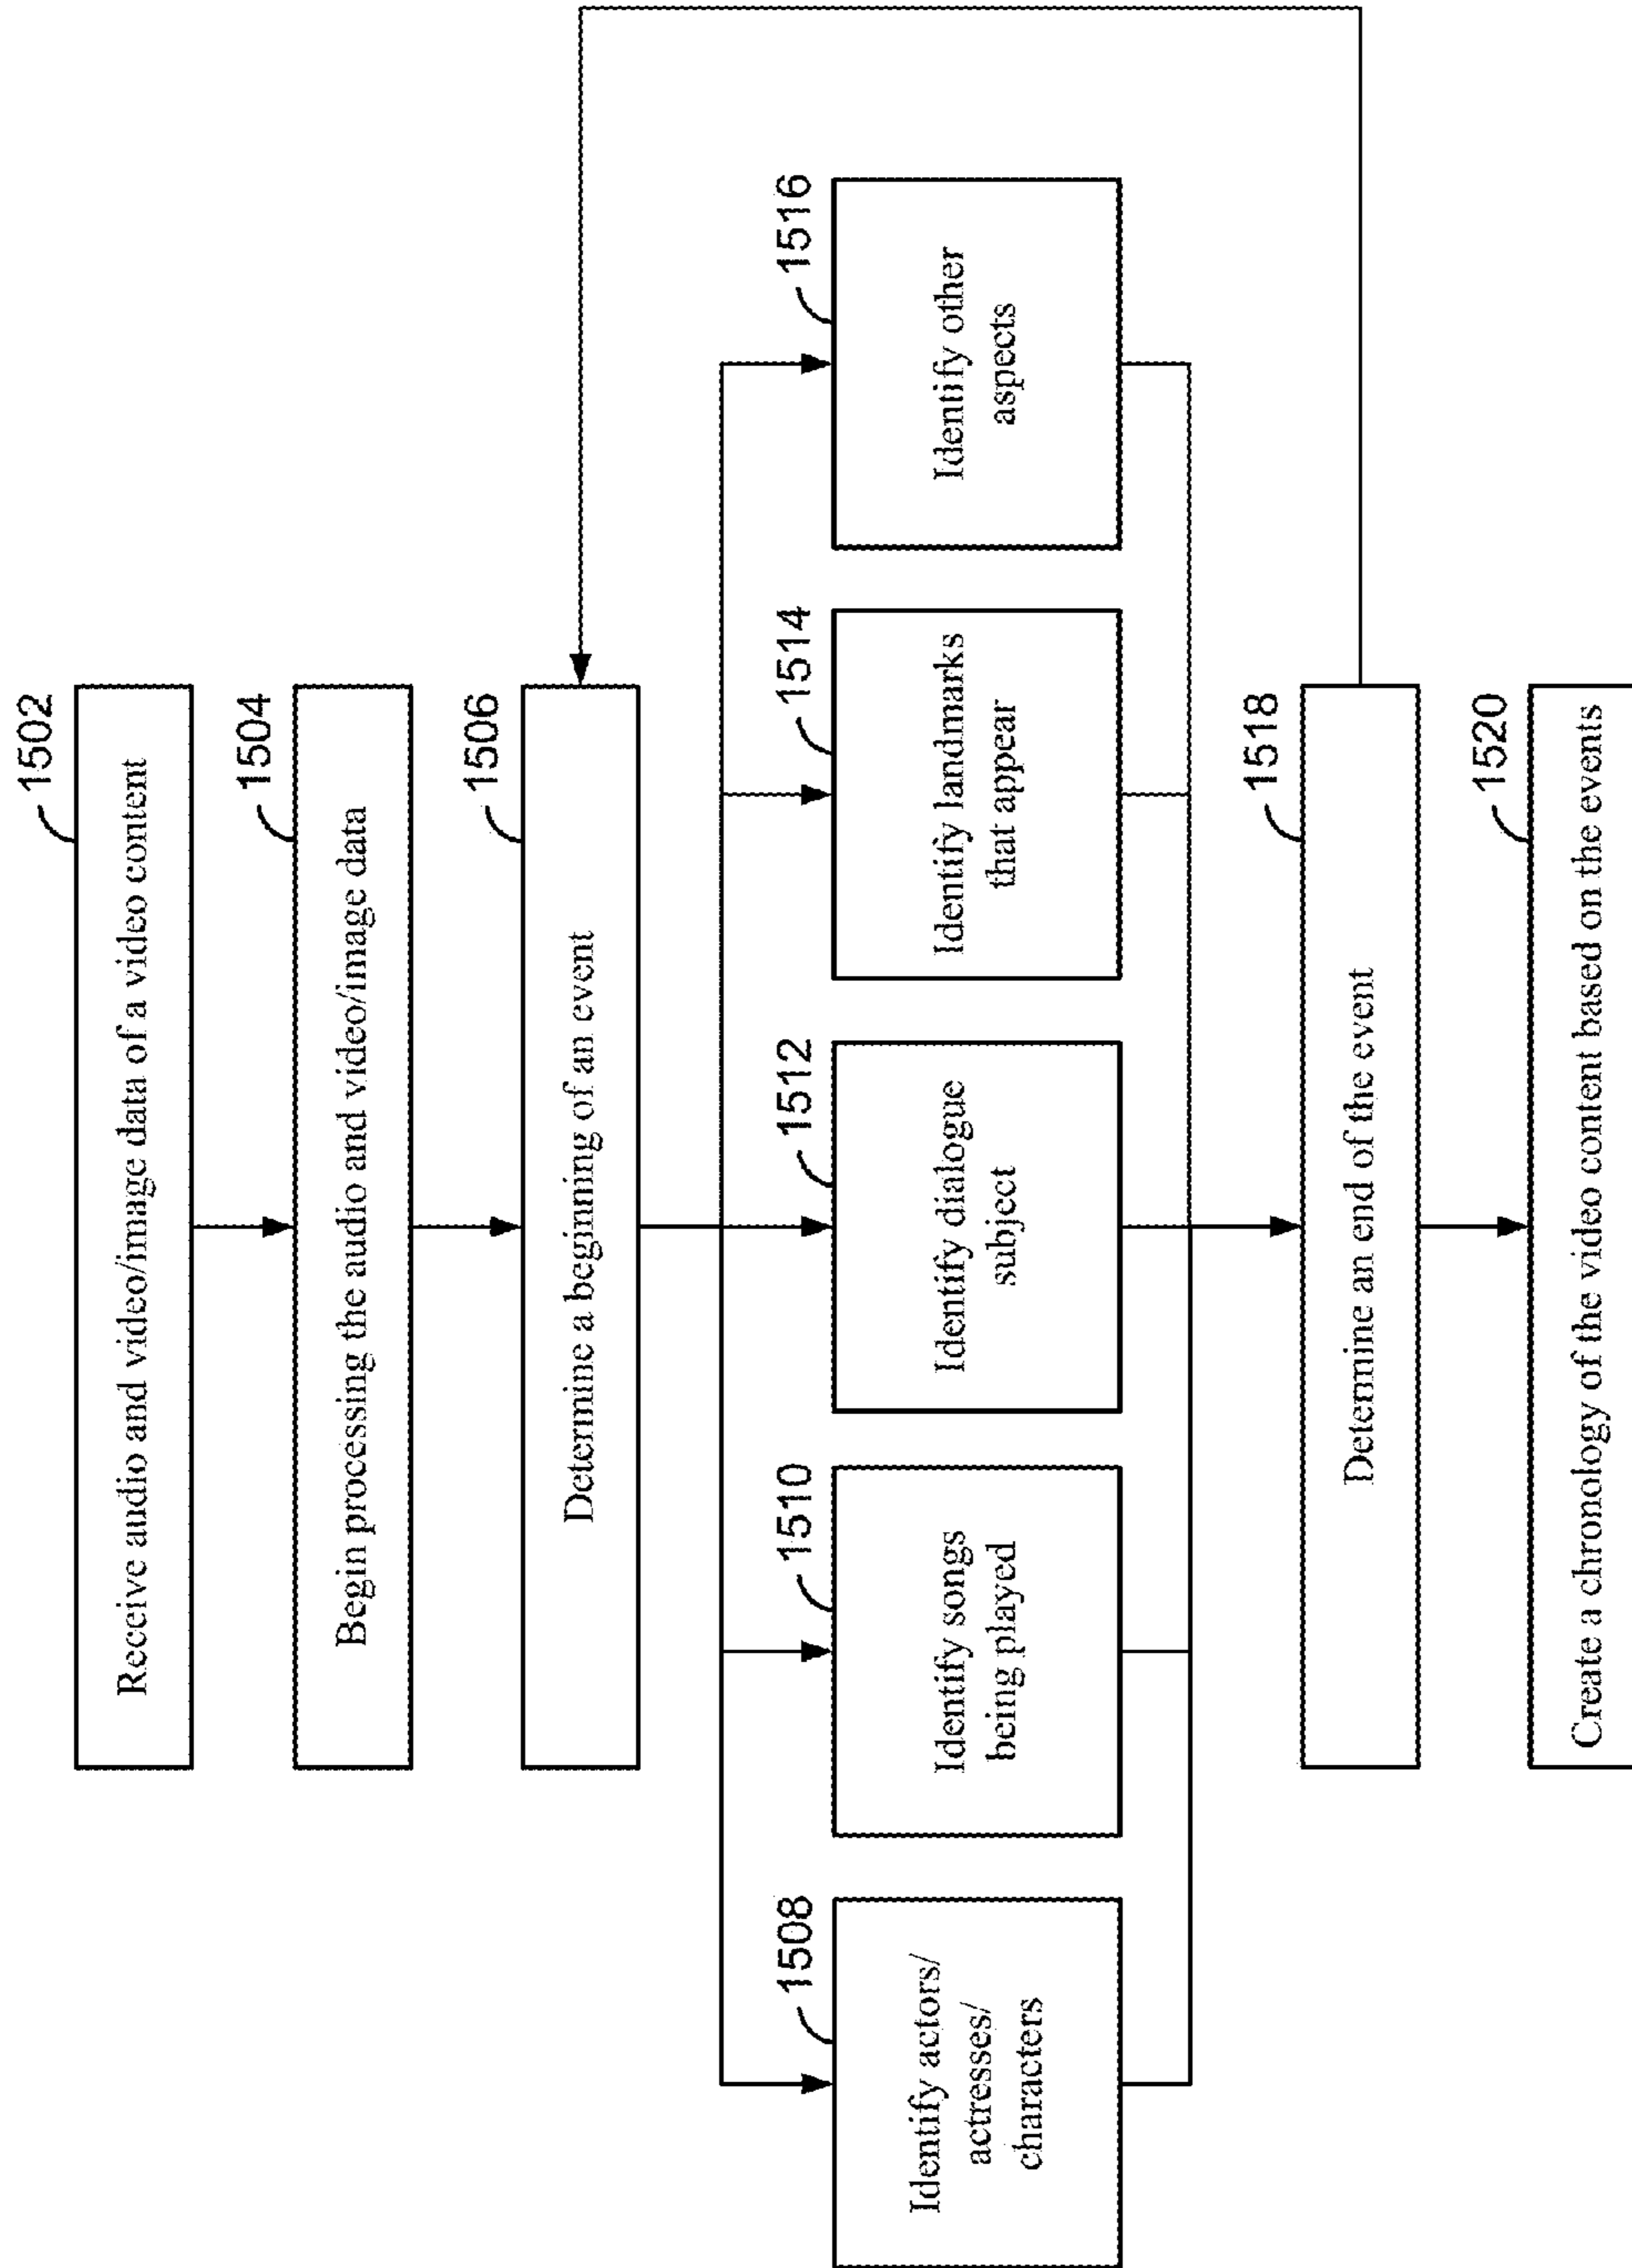 1502
Receive audio and video/image data of a video content
1504
Begin processing the audio and video/image data
1506
Determine a beginning of an event
1508
Identify actors/
actresses/
characters
1510
Identify songs
being played
1512
Identify dialogue
subject
1514
Identify landmarks
that appear
1516
Identify other
aspects
1518
Determine an end of the event
1520
Create a chronology of the video content based on the events